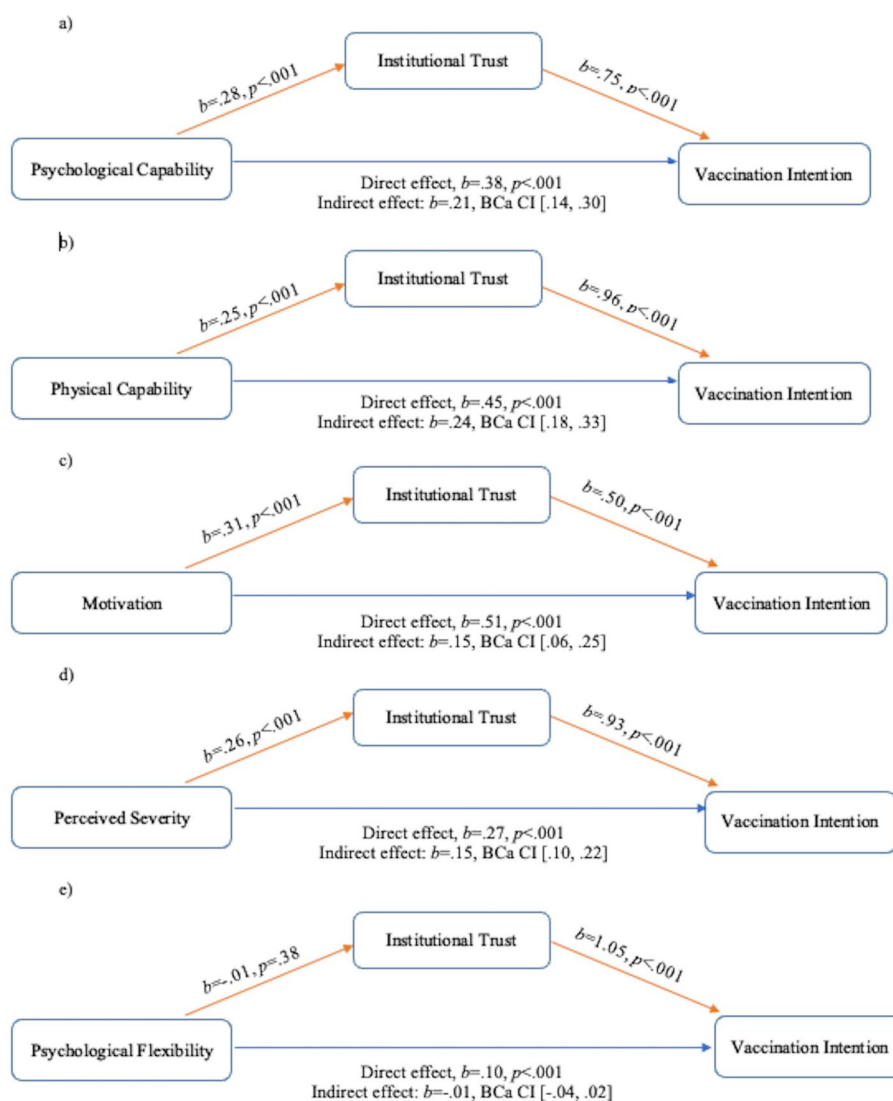 a)
Institutional Trust
b=.28, p<.001
b=.75, p<.001
Psychological Capability
Vaccination Intention
Direct effect, b=.38, p<.001
Indirect effect: b=.21, BCa CI [.14, .30]
b)
Institutional Trust
b=.25, p<.001
b=.96, p<.001
Physical Capability
Vaccination Intention
Direct effect, b=.45, p<.001
Indirect effect: b=.24, BCa CI [.18, .33]
c)
Institutional Trust
b=.31, p<.001
b=.50, p<.001
Motivation
Vaccination Intention
Direct effect, b=.51, p<.001
Indirect effect: b=.15, BCa CI [.06, .25]
d)
Institutional Trust
b=.26, p<.001
b=.93, p<.001
Perceived Severity
Vaccination Intention
Direct effect, b=.27, p<.001
Indirect effect: b=.15, BCa CI [.10, .22]
e)
Institutional Trust
b=-.01, p=.38
b=1.05, p<.001
Psychological Flexibility
Vaccination Intention
Direct effect, b=.10, p<.001
Indirect effect: b=-.01, BCa CI [-.04, .02]